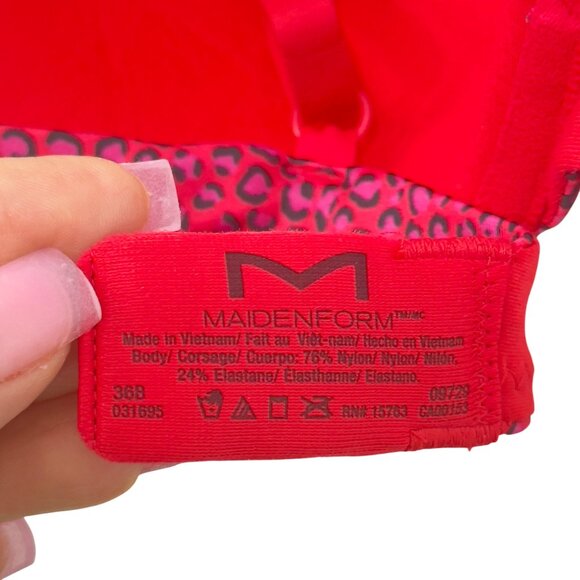 M
MAIDENFORM™/MC
Made in Vietnam/ Fait au Viêt-nam/ Hecho en Vietnam
Body/ Corsage/ Cuerpo: 76% Nylon/ Nylon/ Nilón,
24% Elastane/ Élasthanne/ Elastano.
36B 09729
031695 RN# 15763 CA00153